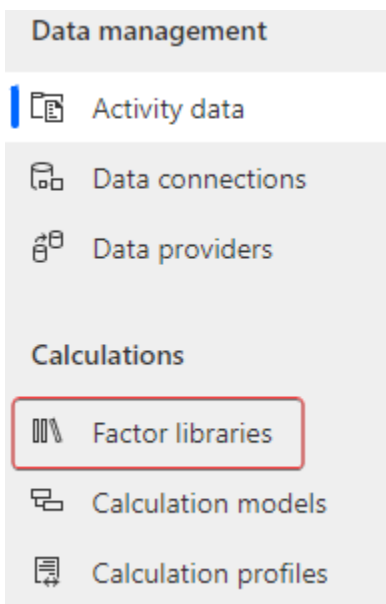 Data management
Activity data
Data connections
Data providers
Calculations
Factor libraries
Calculation models
Calculation profiles